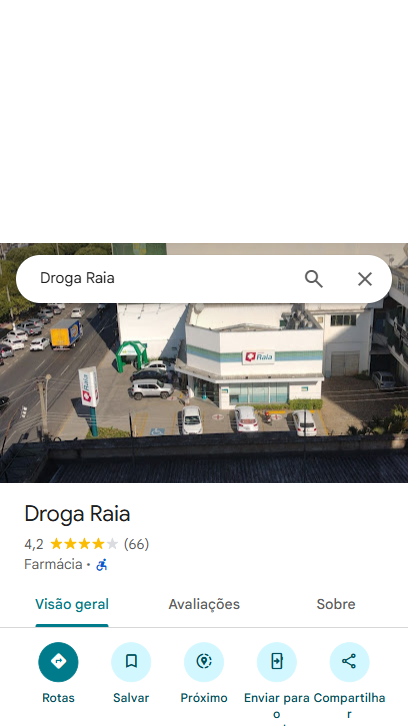 Droga Raia
Raia
Raia
Droga Raia
4,2 (66)
Farmácia •
Visão geral Avaliações Sobre
Rotas Salvar Próximo Enviar para o Compartilhar